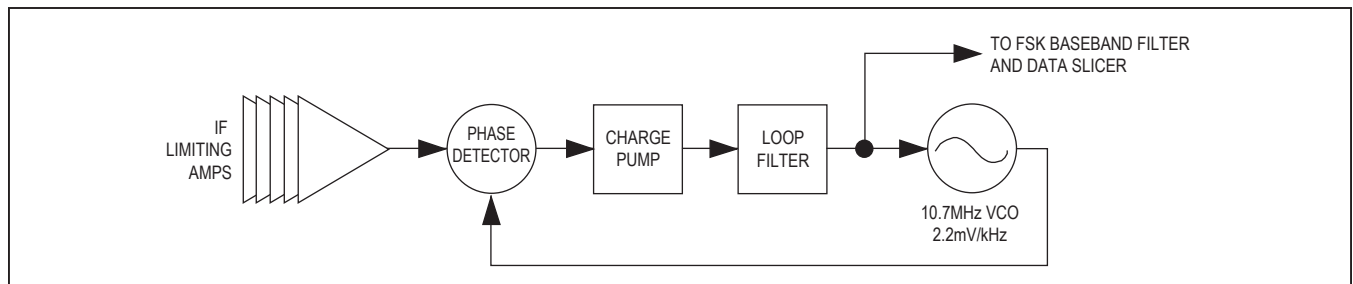 IF
LIMITING
AMPS
PHASE
DETECTOR
CHARGE
PUMP
LOOP
FILTER
TO FSK BASEBAND FILTER
AND DATA SLICER
10.7MHz VCO
2.2mV/kHz